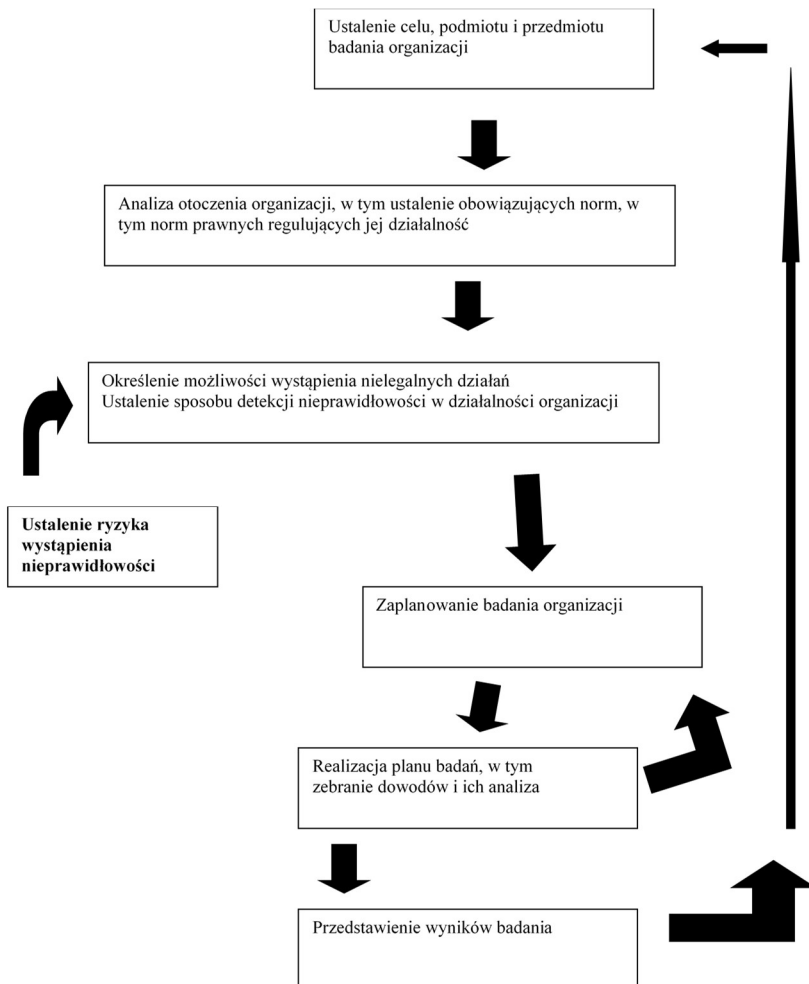 Ustalenie celu, podmiotu i przedmiotu
badania organizacji
Analiza otoczenia organizacji, w tym ustalenie obowiązujących norm, w
tym norm prawnych regulujących jej działalność
Określenie możliwości wystąpienia nielegalnych działań
Ustalenie sposobu detekcji nieprawidłowości w działalności organizacji
Ustalenie ryzyka
wystąpienia
nieprawidłowości
Zaplanowanie badania organizacji
Realizacja planu badań, w tym
zebranie dowodów i ich analiza
Przedstawienie wyników badania